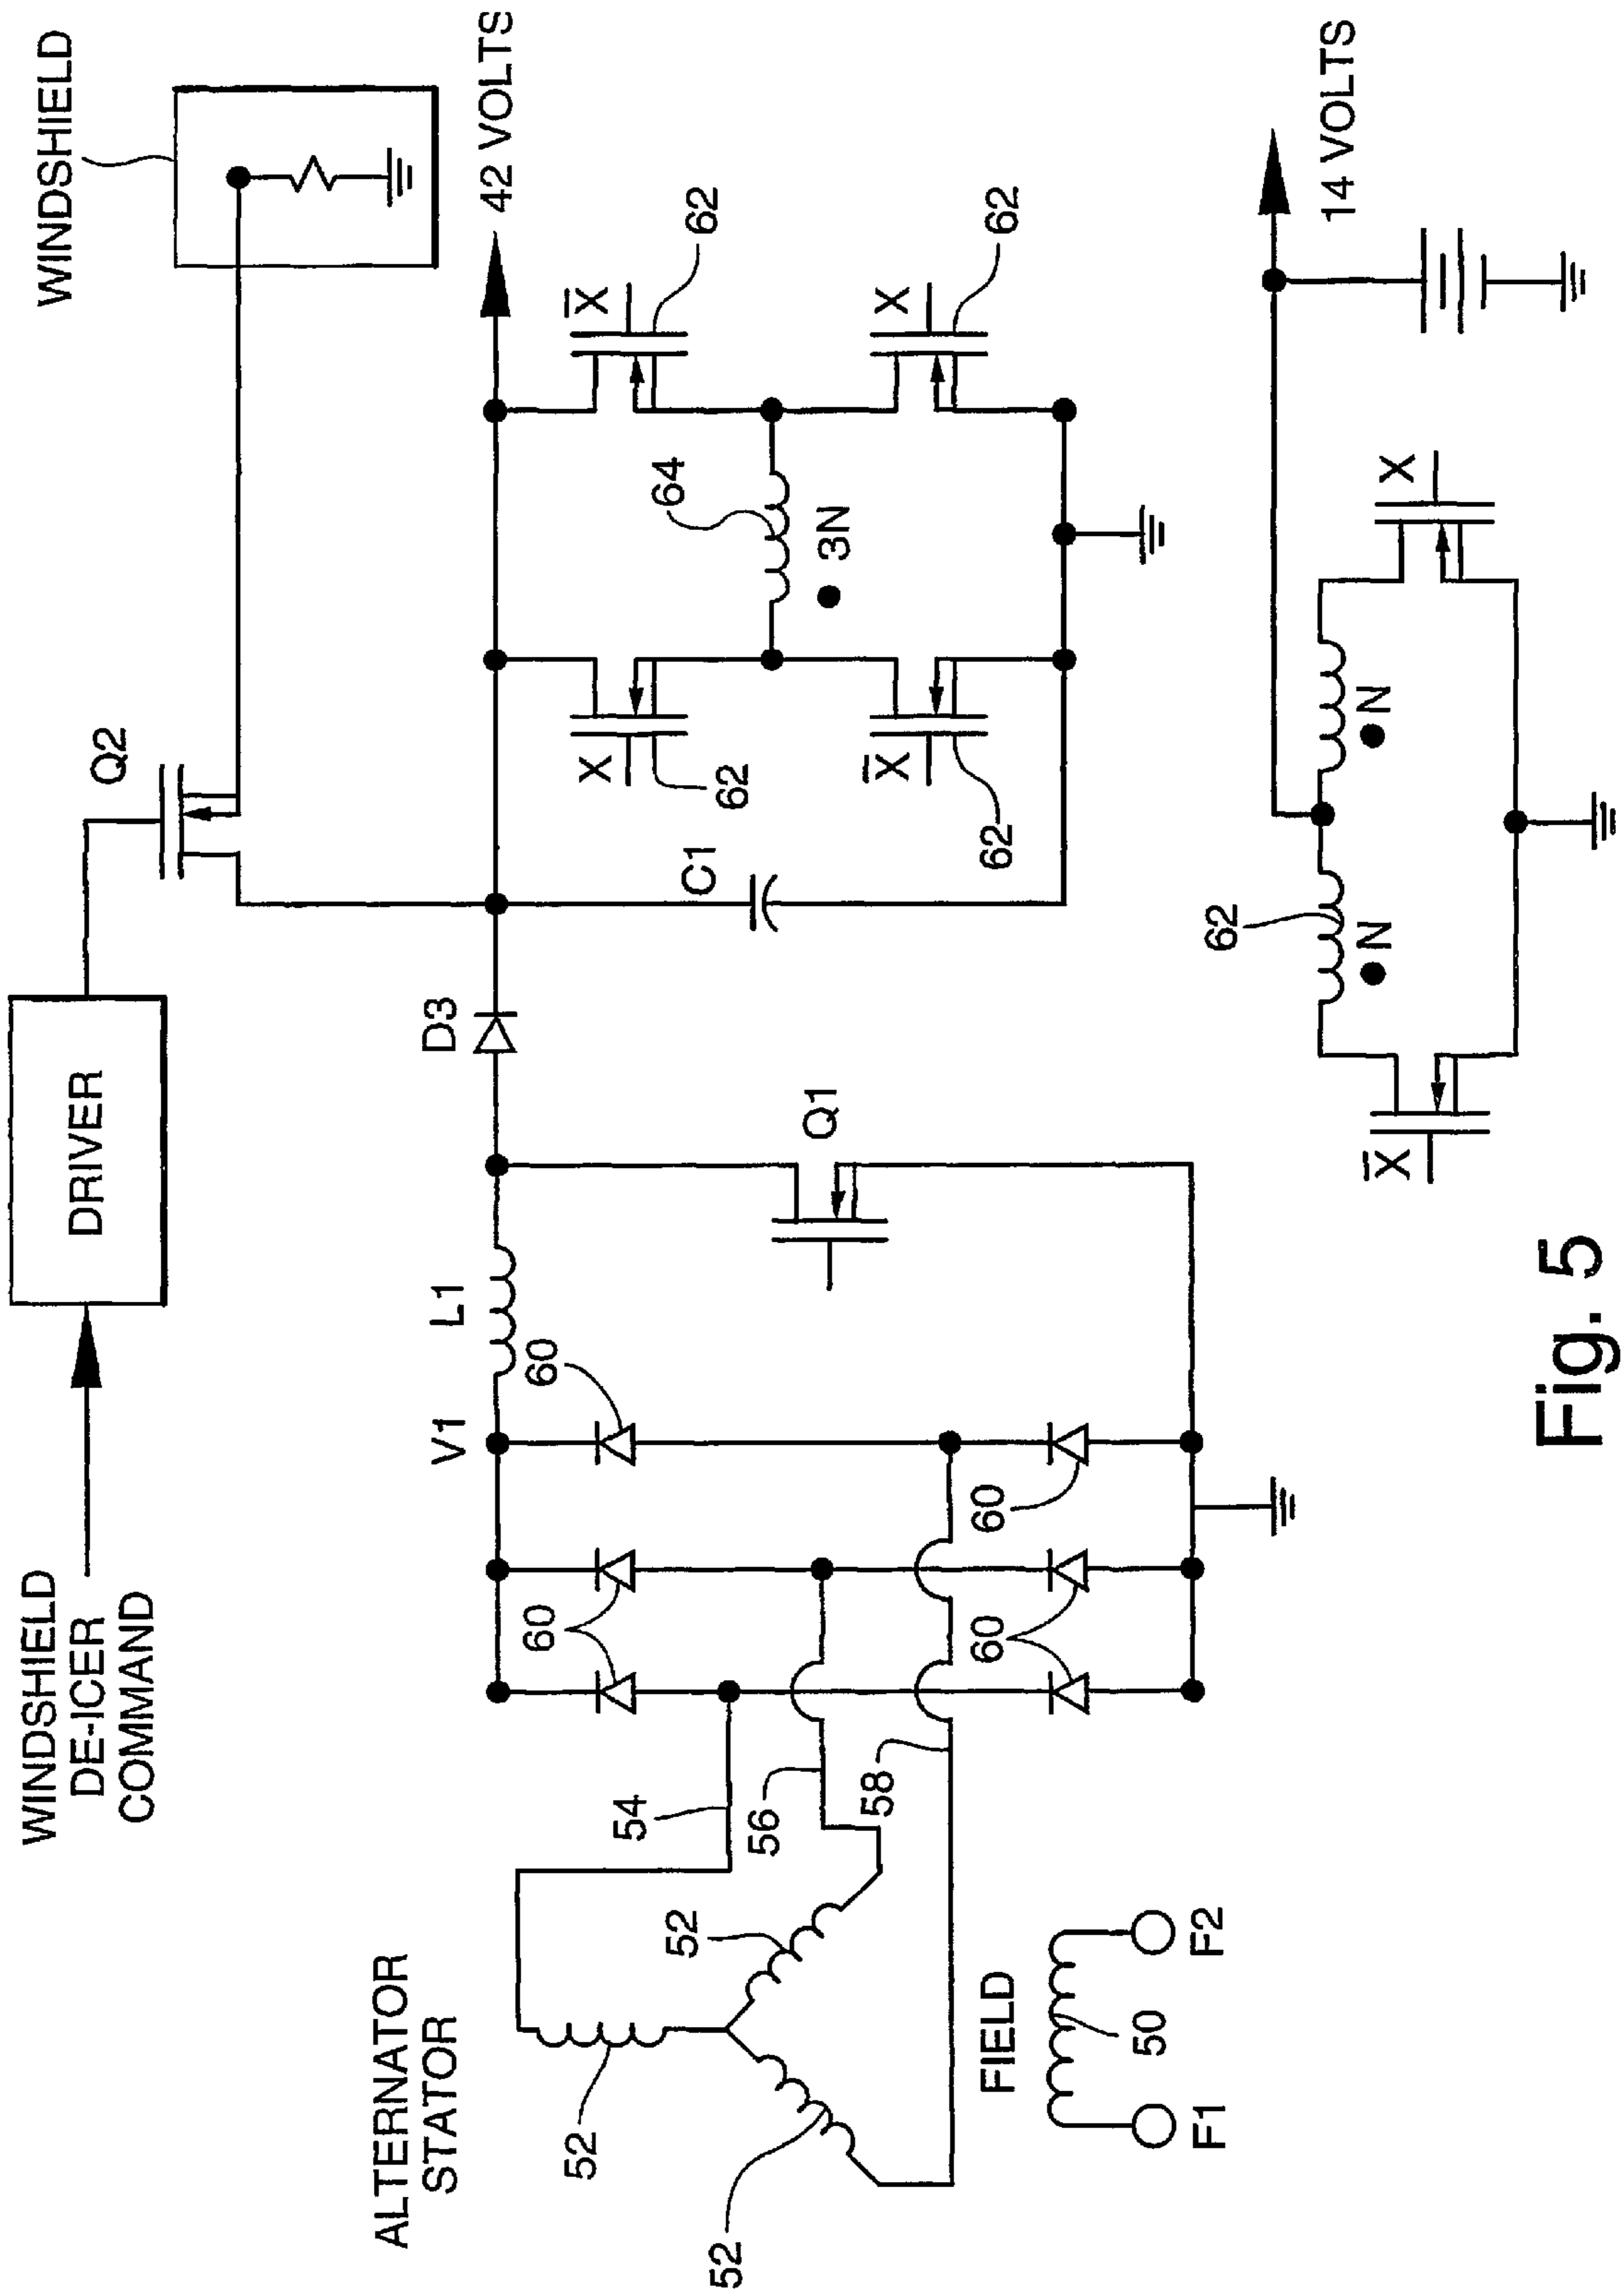 WINDSHIELD
DE-ICER
COMMAND
DRIVER
Q2
WINDSHIELD
ALTERNATOR
STATOR
V1
L1
D3
42 VOLTS
52
52
52
54
56
58
60
60
60
60
Q1
C1
X
X̅
X̅
X
62
62
62
62
64
3N
FIELD
50
F1
F2
62
N
N
X̅
X
14 VOLTS
Fig. 5